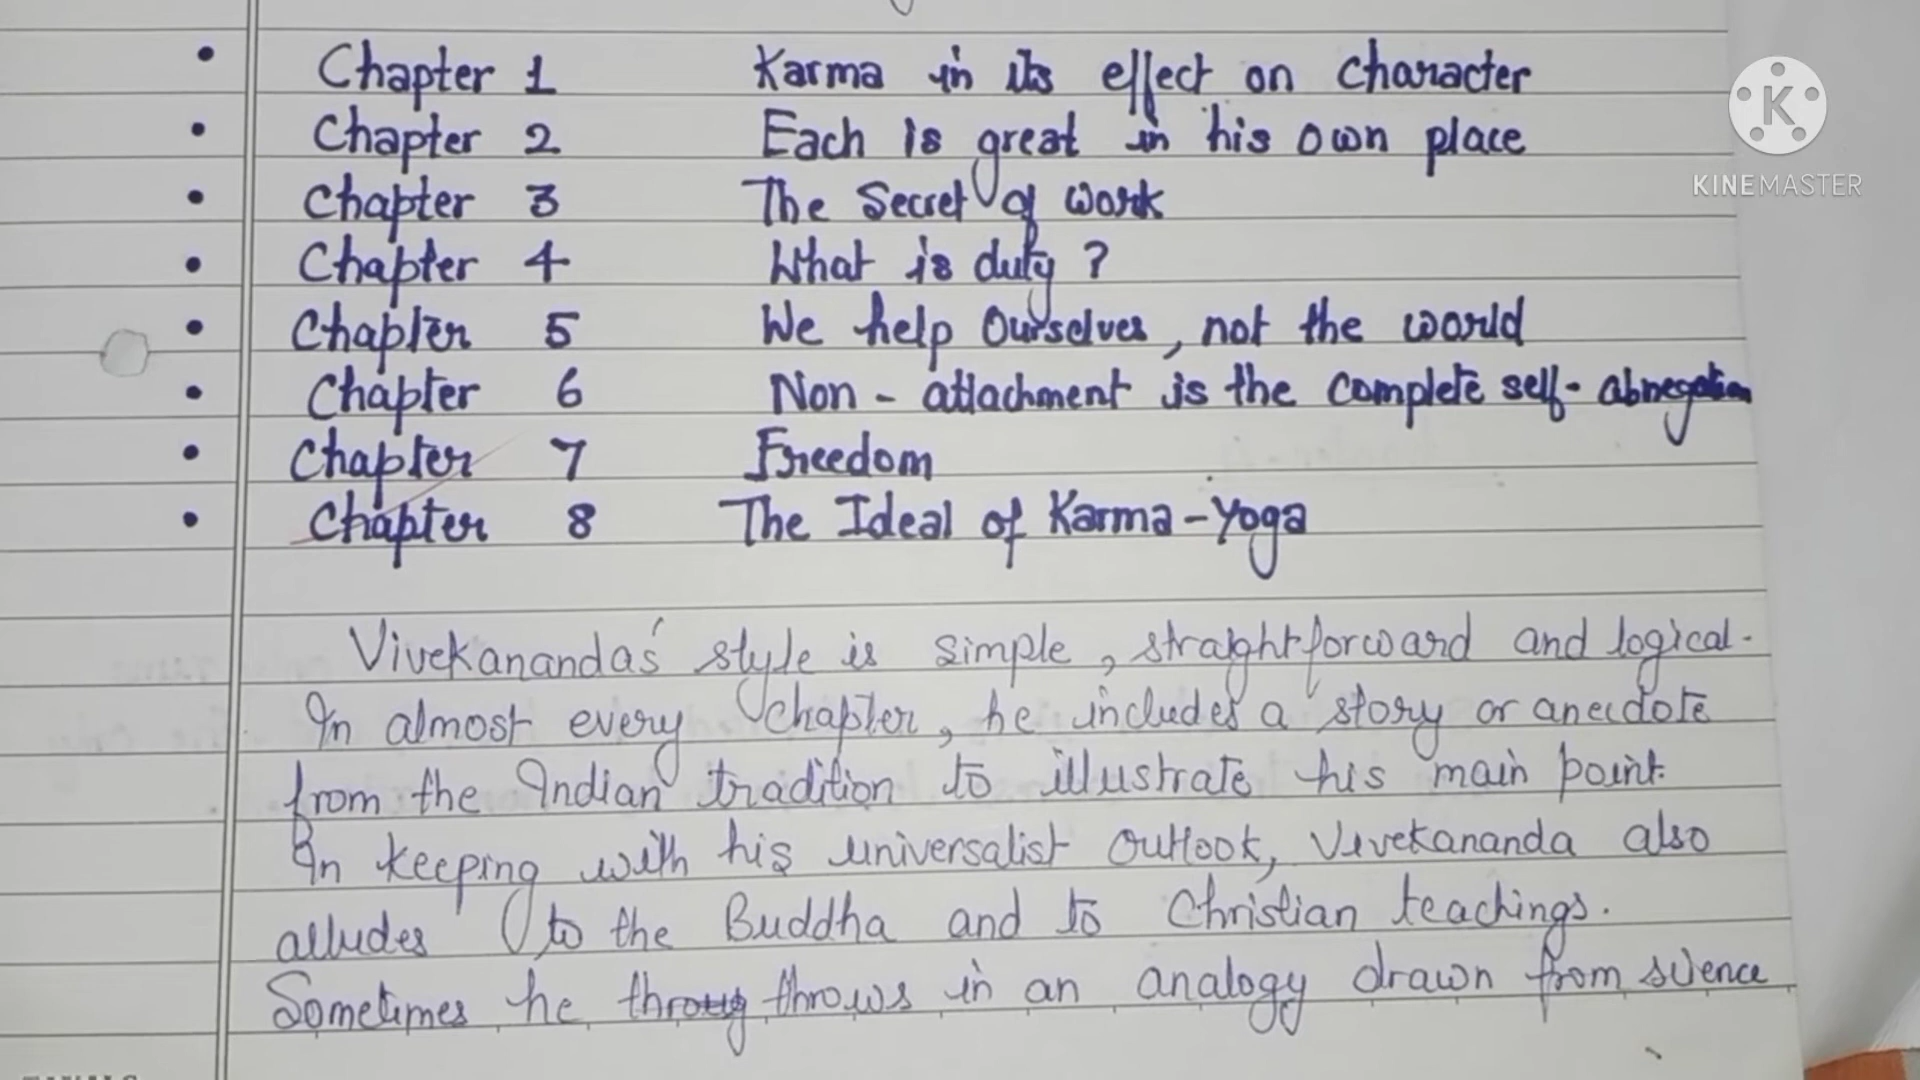 • Chapter 1 Karma in its effect on character
• Chapter 2 Each is great in his own place
• Chapter 3 The Secret of work
• Chapter 4 What is duty ?
• Chapter 5 We help Ourselves, not the world
• Chapter 6 Non - attachment is the complete self- abnegation
• Chapter 7 Freedom
• Chapter 8 The Ideal of Karma-Yoga
K
KINEMASTER
Vivekananda's style is simple, straightforward and logical.
In almost every chapter, he includes a story or anecdote
from the Indian tradition to illustrate his main point.
In keeping with his universalist outlook, Vivekananda also
alludes to the Buddha and to Christian teachings.
Sometimes he throws in an analogy drawn from science